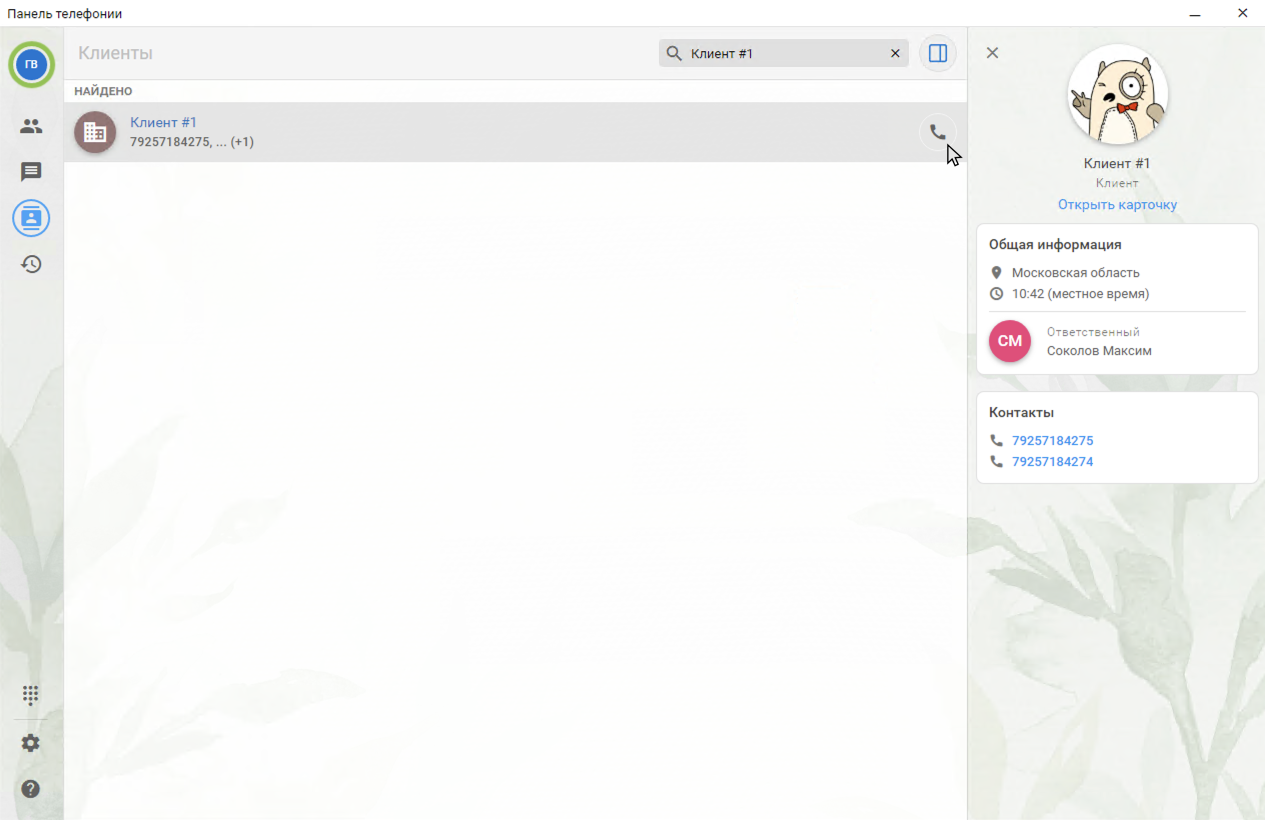 Панель телефонии
ГВ
Клиенты
Клиент #1
НАЙДЕНО
Клиент #1
79257184275, ... (+1)
Клиент #1
Клиент
Открыть карточку
Общая информация
Московская область
10:42 (местное время)
СМ
Ответственный
Соколов Максим
Контакты
79257184275
79257184274